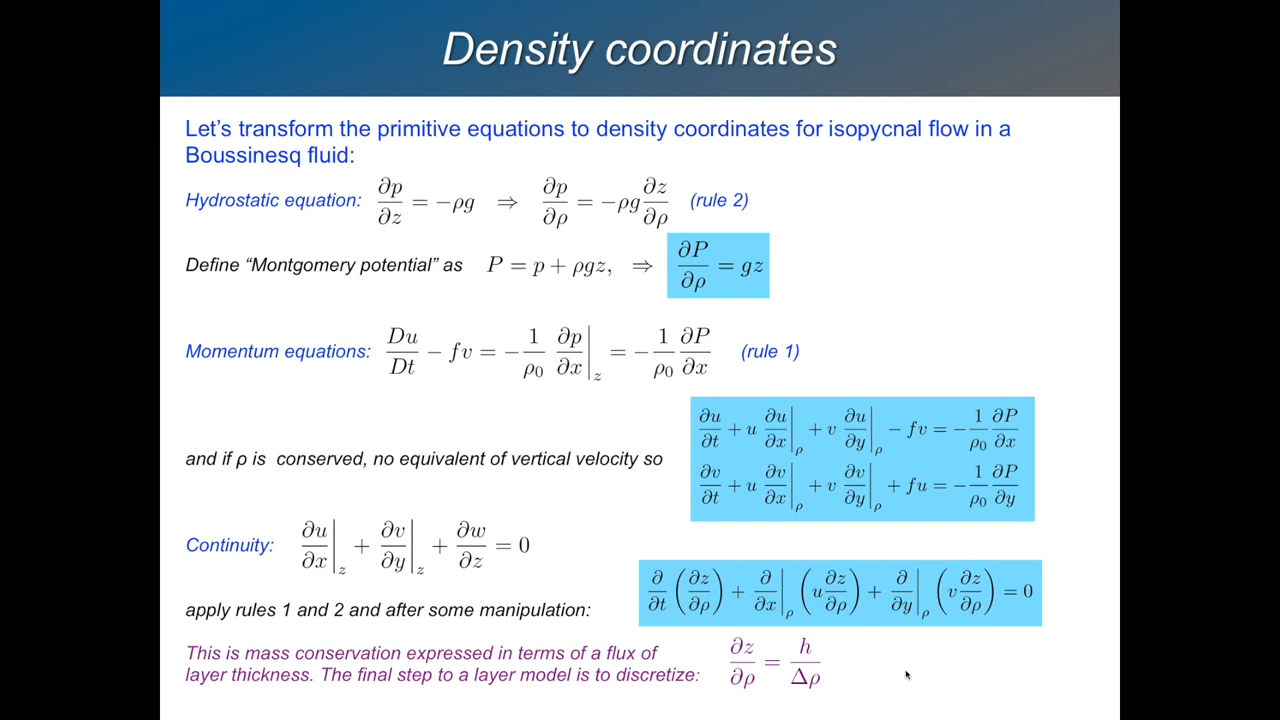 Density coordinates
Let's transform the primitive equations to density coordinates for isopycnal flow in a
Boussinesq fluid:
Hydrostatic equation: ∂p/∂z = −ρg ⇒ ∂p/∂ρ = −ρg ∂z/∂ρ (rule 2)
Define “Montgomery potential” as P = p + ρgz, ⇒ ∂P/∂ρ = gz
Momentum equations: Du/Dt − fv = −1/ρ₀ ∂p/∂x|_z = −1/ρ₀ ∂P/∂x (rule 1)
∂u/∂t + u ∂u/∂x|_ρ + v ∂u/∂y|_ρ − fv = −1/ρ₀ ∂P/∂x
and if ρ is conserved, no equivalent of vertical velocity so
∂v/∂t + u ∂v/∂x|_ρ + v ∂v/∂y|_ρ + fu = −1/ρ₀ ∂P/∂y
Continuity: ∂u/∂x|_z + ∂v/∂y|_z + ∂w/∂z = 0
∂/∂t (∂z/∂ρ) + ∂/∂x|_ρ (u ∂z/∂ρ) + ∂/∂y|_ρ (v ∂z/∂ρ) = 0
apply rules 1 and 2 and after some manipulation:
This is mass conservation expressed in terms of a flux of
layer thickness. The final step to a layer model is to discretize: ∂z/∂ρ = h/Δρ